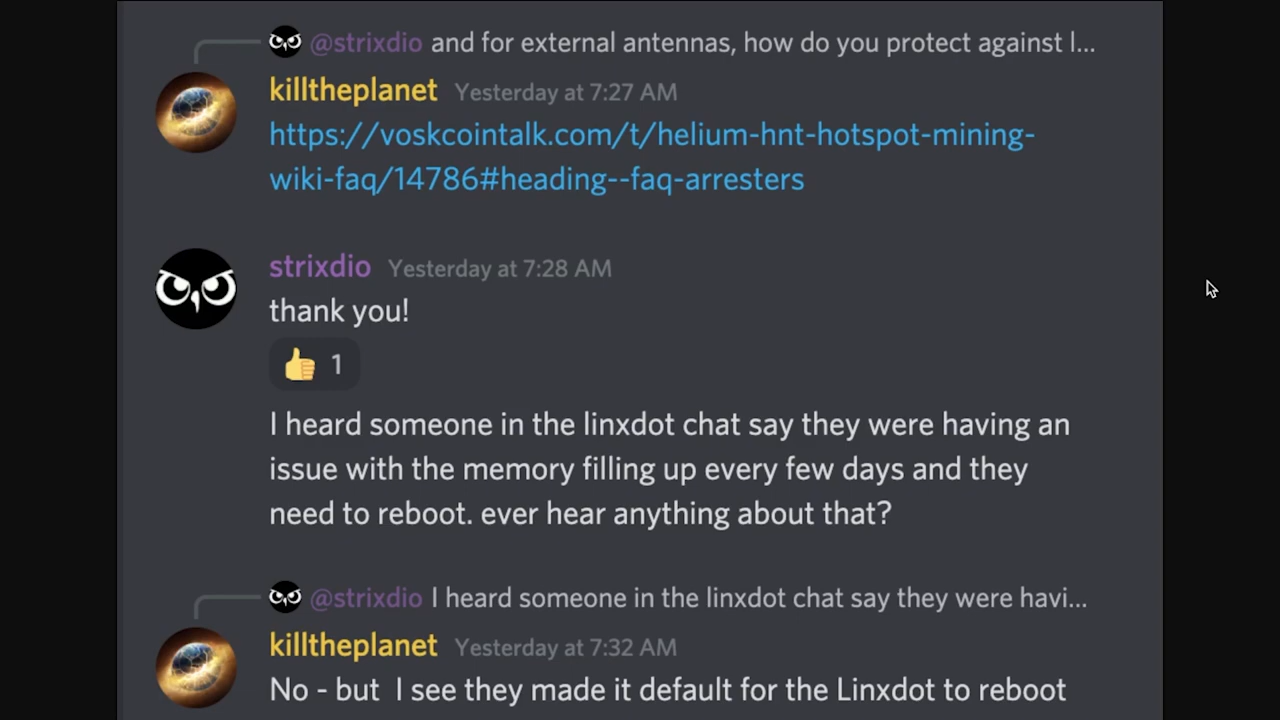 @strixdio and for external antennas, how do you protect against l...
killtheplanet Yesterday at 7:27 AM
https://voskcointalk.com/t/helium-hnt-hotspot-mining-
wiki-faq/14786#heading--faq-arresters
strixdio Yesterday at 7:28 AM
thank you!
👍 1
I heard someone in the linxdot chat say they were having an
issue with the memory filling up every few days and they
need to reboot. ever hear anything about that?
@strixdio I heard someone in the linxdot chat say they were havi...
killtheplanet Yesterday at 7:32 AM
No - but  I see they made it default for the Linxdot to reboot